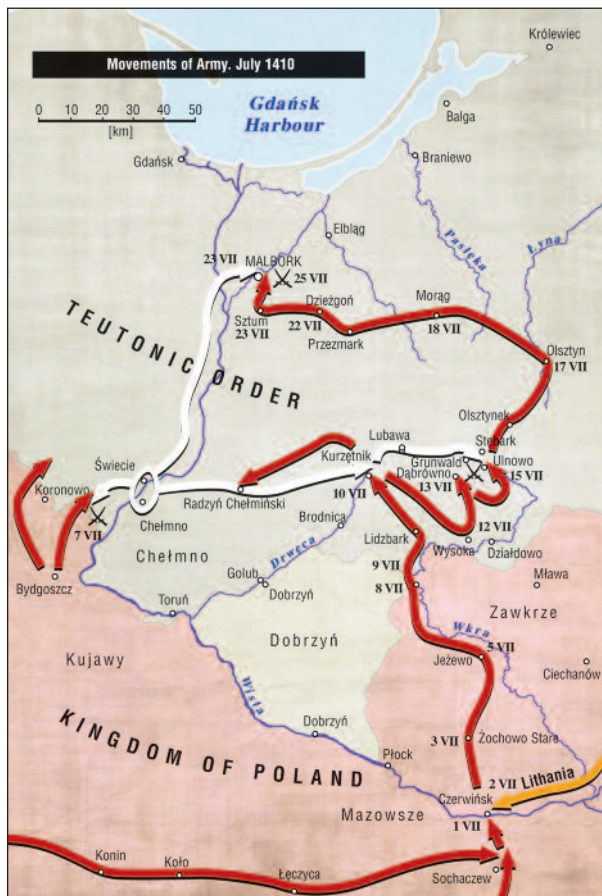 Królewiec
Movements of Army. July 1410
Gdańsk
Harbour
0 10 20 30 40 50
[km]
Balga
Braniewo
Gdańsk
Elbląg
Pasłęka
Łyna
23 VII
MALBORK
25 VII
Dzieżgoń
Morąg
Sztum
23 VII
22 VII
18 VII
Przezmark
Olsztyn
17 VII
TEUTONIC ORDER
Olsztynek
Lubawa
Stębark
Kurzętnik
Grunwald
Ulnowo
Świecie
Dąbrówno
15 VII
Koronowo
10 VII
13 VII
Radzyń Chełmiński
Chełmno
7 VII
Brodnica
12 VII
Lidzbark
Wysoka
Działdowo
Chełmno
Drwęca
9 VII
8 VII
Bydgoszcz
Golub
Dobrzyń
Mława
Toruń
Zawkrze
Dobrzyń
Wkra
5 VII
Kujawy
Jeżewo
Ciechanów
Wisła
Dobrzyń
3 VII
Żochowo Stare
KINGDOM OF POLAND
Płock
2 VII
Lithania
Czerwińsk
Mazowsze
1 VII
Konin
Koło
Łęczyca
Sochaczew